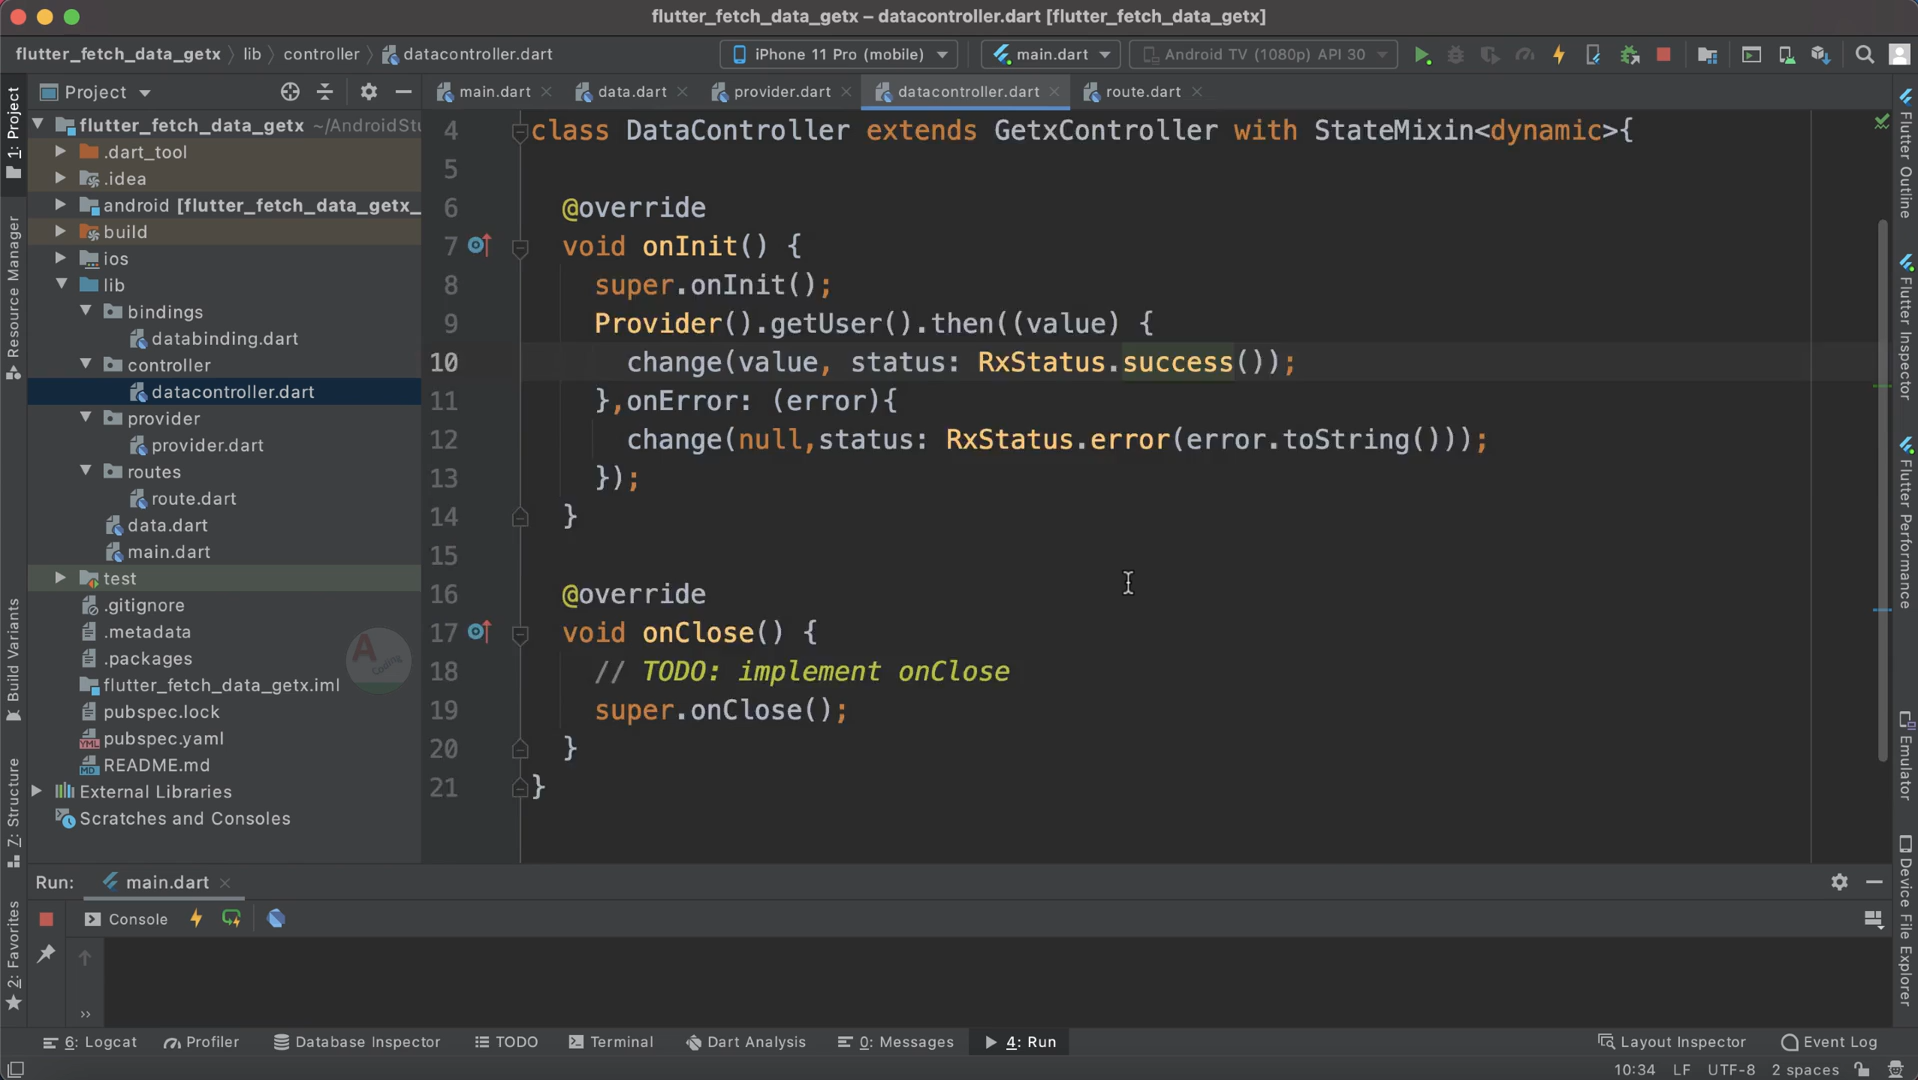 flutter_fetch_data_getx – datacontroller.dart [flutter_fetch_data_getx]
flutter_fetch_data_getx lib controller datacontroller.dart
iPhone 11 Pro (mobile) main.dart Android TV (1080p) API 30
1: Project
Resource Manager
Build Variants
Z: Structure
2: Favorites
Project
flutter_fetch_data_getx ~/AndroidStu
.dart_tool
.idea
android [flutter_fetch_data_getx_
build
ios
lib
bindings
databinding.dart
controller
datacontroller.dart
provider
provider.dart
routes
route.dart
data.dart
main.dart
test
.gitignore
.metadata
.packages
flutter_fetch_data_getx.iml
pubspec.lock
pubspec.yaml
README.md
External Libraries
Scratches and Consoles
A Coding
main.dart data.dart provider.dart datacontroller.dart route.dart
4 class DataController extends GetxController with StateMixin<dynamic>{
5
6 @override
7 void onInit() {
8 super.onInit();
9 Provider().getUser().then((value) {
10 change(value, status: RxStatus.success());
11 },onError: (error){
12 change(null,status: RxStatus.error(error.toString()));
13 });
14 }
15
16 @override
17 void onClose() {
18 // TODO: implement onClose
19 super.onClose();
20 }
21 }
Flutter Outline
Flutter Inspector
Flutter Performance
Emulator
Device File Explorer
Run: main.dart
Console
6: Logcat Profiler Database Inspector TODO Terminal Dart Analysis 0: Messages 4: Run Layout Inspector Event Log
10:34 LF UTF-8 2 spaces